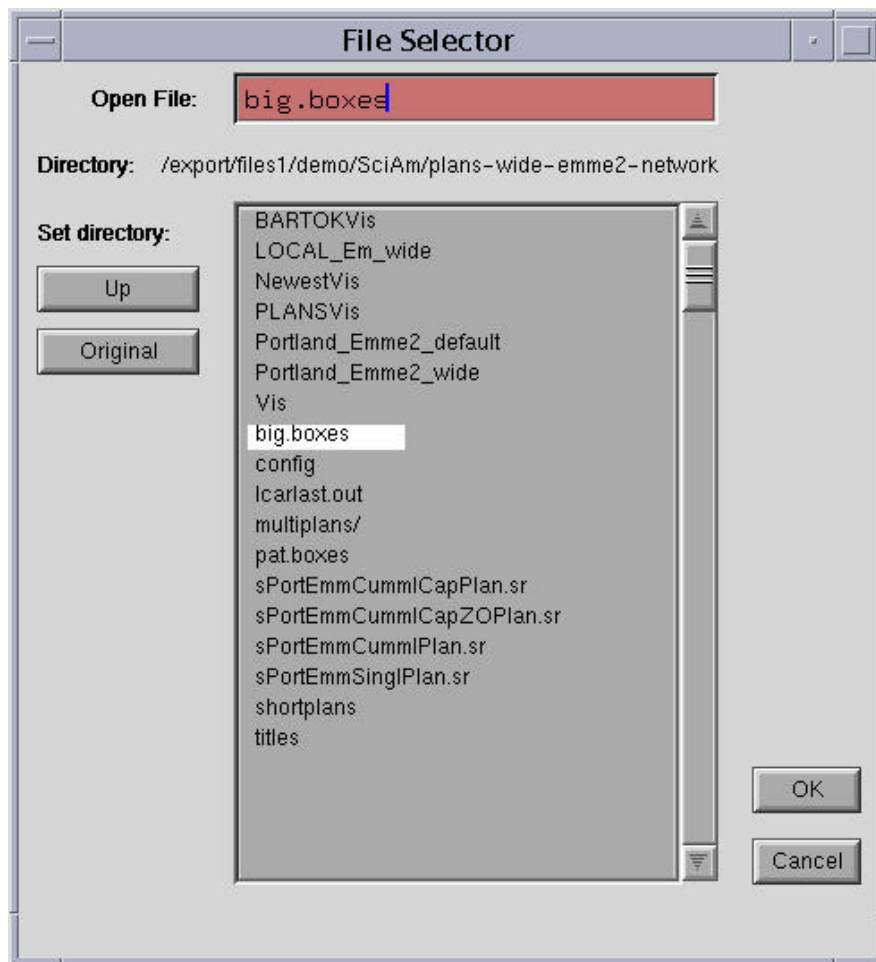 File Selector
Open File: big.boxes
Directory: /export/files1/demo/SciAm/plans-wide-emme2-network
Set directory:
Up
Original
BARTOKVis
LOCAL_Em_wide
NewestVis
PLANSVis
Portland_Emme2_default
Portland_Emme2_wide
Vis
big.boxes
config
lcarlast.out
multiplans/
pat.boxes
sPortEmmCummlCapPlan.sr
sPortEmmCummlCapZOPlan.sr
sPortEmmCummlPlan.sr
sPortEmmSinglPlan.sr
shortplans
titles
OK
Cancel